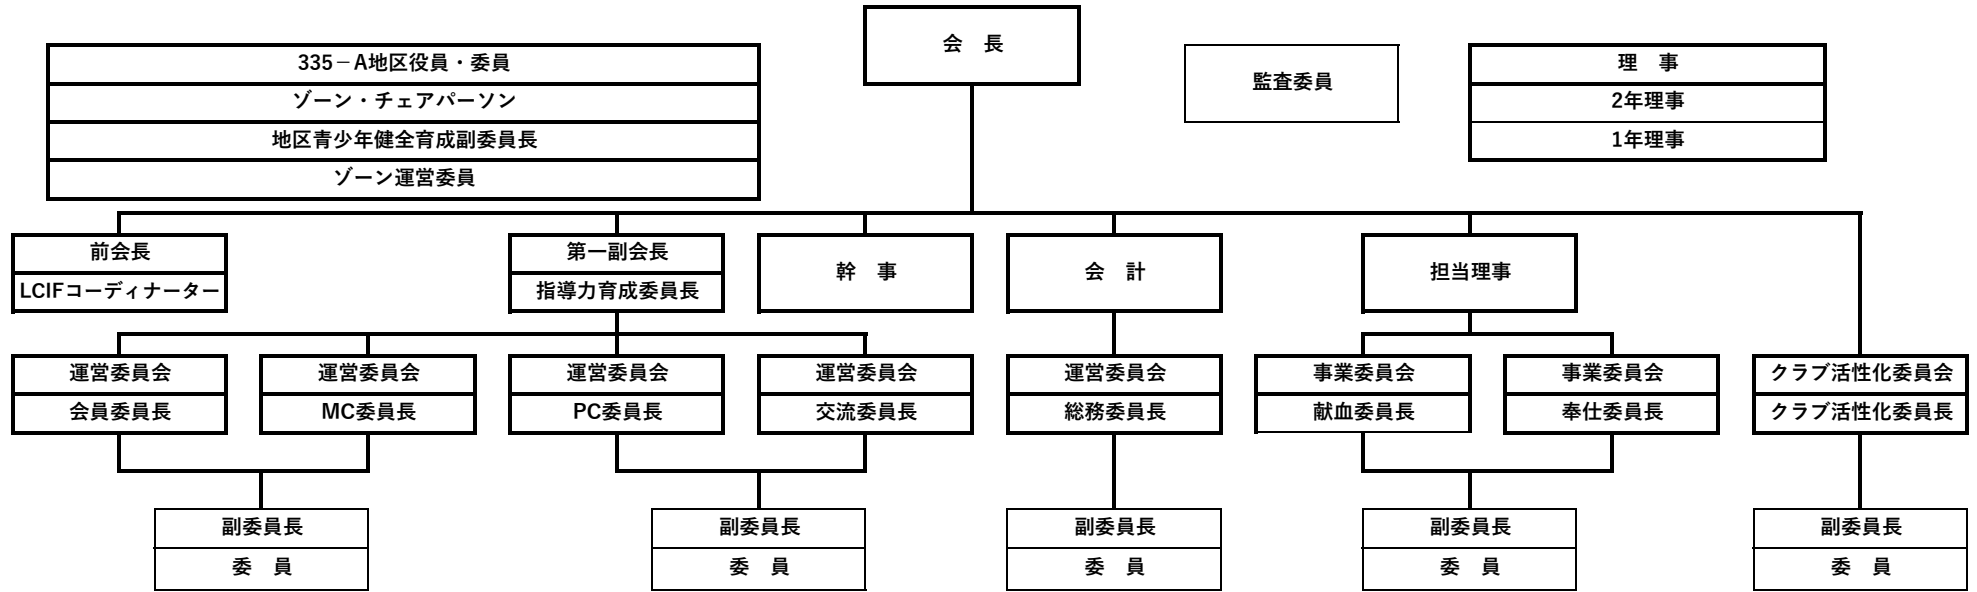 会　長
335－A地区役員・委員
ゾーン・チェアパーソン
地区青少年健全育成副委員長
ゾーン運営委員
監査委員
理　事
2年理事
1年理事
前会長
LCIFコーディナーター
第一副会長
指導力育成委員長
幹　事
会　計
担当理事
運営委員会
会員委員長
運営委員会
MC委員長
運営委員会
PC委員長
運営委員会
交流委員長
運営委員会
総務委員長
事業委員会
献血委員長
事業委員会
奉仕委員長
クラブ活性化委員会
クラブ活性化委員長
副委員長
委　員
副委員長
委　員
副委員長
委　員
副委員長
委　員
副委員長
委　員